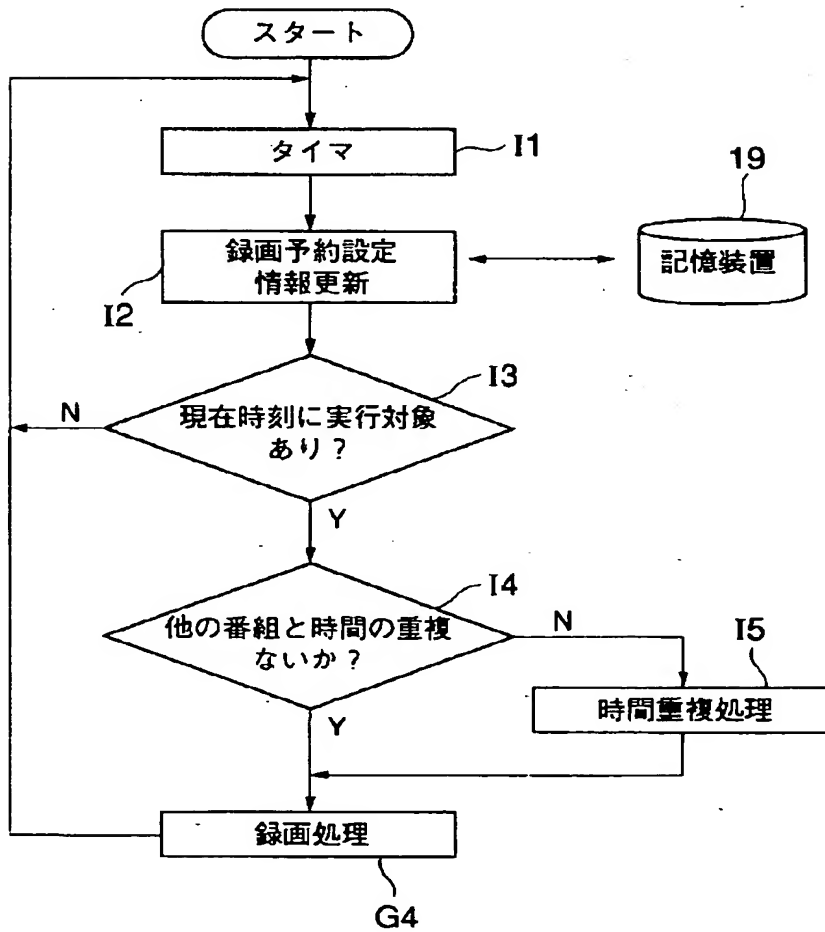 スタート
タイマ
I1
19
録画予約設定
情報更新
記憶装置
I2
I3
現在時刻に実行対象
あり?
N
Y
I4
他の番組と時間の重複
ないか?
N
I5
時間重複処理
Y
録画処理
G4